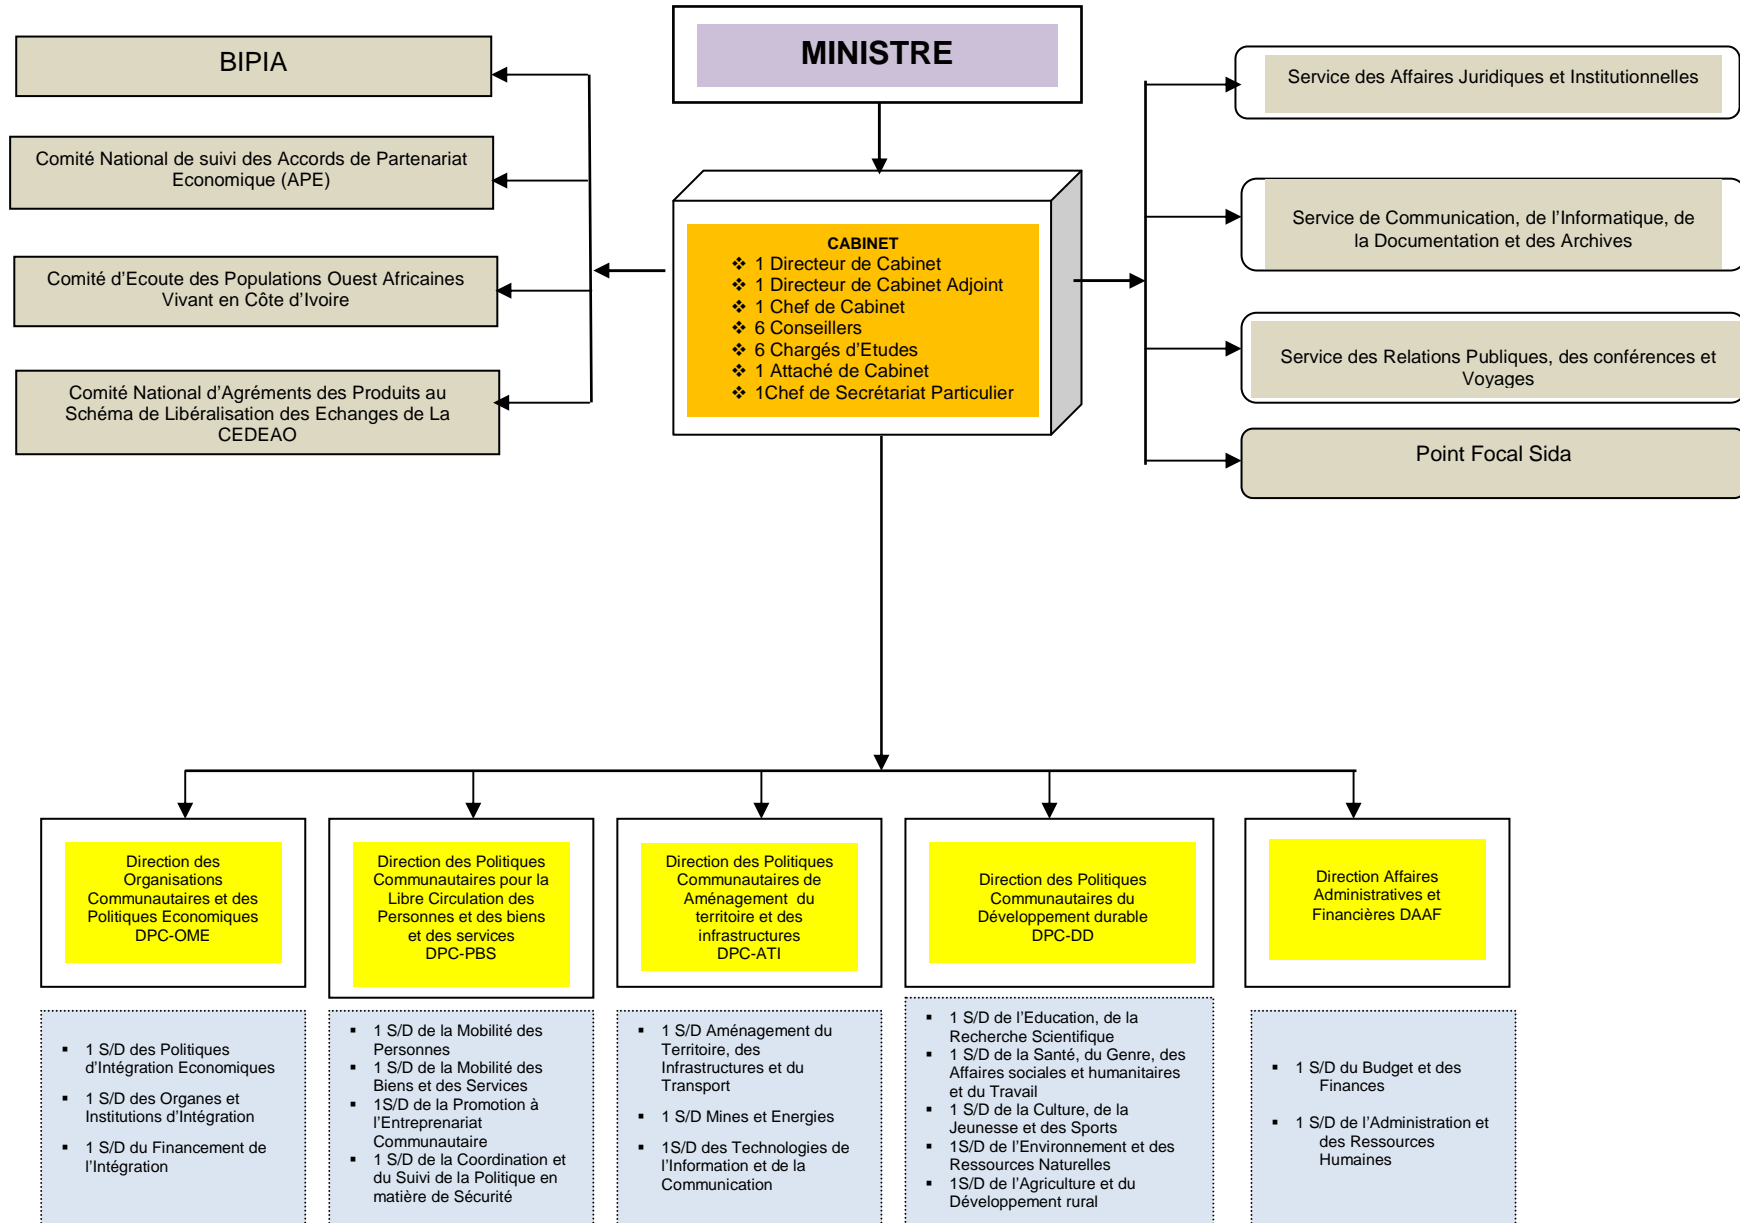 MINISTRE
BIPIA
Comité National de suivi des Accords de Partenariat
Economique (APE)
Comité d’Ecoute des Populations Ouest Africaines
Vivant en Côte d’Ivoire
Comité National d’Agréments des Produits au
Schéma de Libéralisation des Echanges de La
CEDEAO
CABINET
❖ 1 Directeur de Cabinet
❖ 1 Directeur de Cabinet Adjoint
❖ 1 Chef de Cabinet
❖ 6 Conseillers
❖ 6 Chargés d’Etudes
❖ 1 Attaché de Cabinet
❖ 1Chef de Secrétariat Particulier
Service des Affaires Juridiques et Institutionnelles
Service de Communication, de l’Informatique, de
la Documentation et des Archives
Service des Relations Publiques, des conférences et
Voyages
Point Focal Sida
Direction des
Organisations
Communautaires et des
Politiques Economiques
DPC-OME
Direction des Politiques
Communautaires pour la
Libre Circulation des
Personnes et des biens
et des services
DPC-PBS
Direction des Politiques
Communautaires de
Aménagement du
territoire et des
infrastructures
DPC-ATI
Direction des Politiques
Communautaires du
Développement durable
DPC-DD
Direction Affaires
Administratives et
Financières DAAF
▪ 1 S/D des Politiques
d’Intégration Economiques
▪ 1 S/D des Organes et
Institutions d’Intégration
▪ 1 S/D du Financement de
l’Intégration
▪ 1 S/D de la Mobilité des
Personnes
▪ 1 S/D de la Mobilité des
Biens et des Services
▪ 1S/D de la Promotion à
l’Entreprenariat
Communautaire
▪ 1 S/D de la Coordination et
du Suivi de la Politique en
matière de Sécurité
▪ 1 S/D Aménagement du
Territoire, des
Infrastructures et du
Transport
▪ 1 S/D Mines et Energies
▪ 1S/D des Technologies de
l’Information et de la
Communication
▪ 1 S/D de l’Education, de la
Recherche Scientifique
▪ 1 S/D de la Santé, du Genre, des
Affaires sociales et humanitaires
et du Travail
▪ 1 S/D de la Culture, de la
Jeunesse et des Sports
▪ 1S/D de l’Environnement et des
Ressources Naturelles
▪ 1S/D de l’Agriculture et du
Développement rural
▪ 1 S/D du Budget et des
Finances
▪ 1 S/D de l’Administration et
des Ressources
Humaines